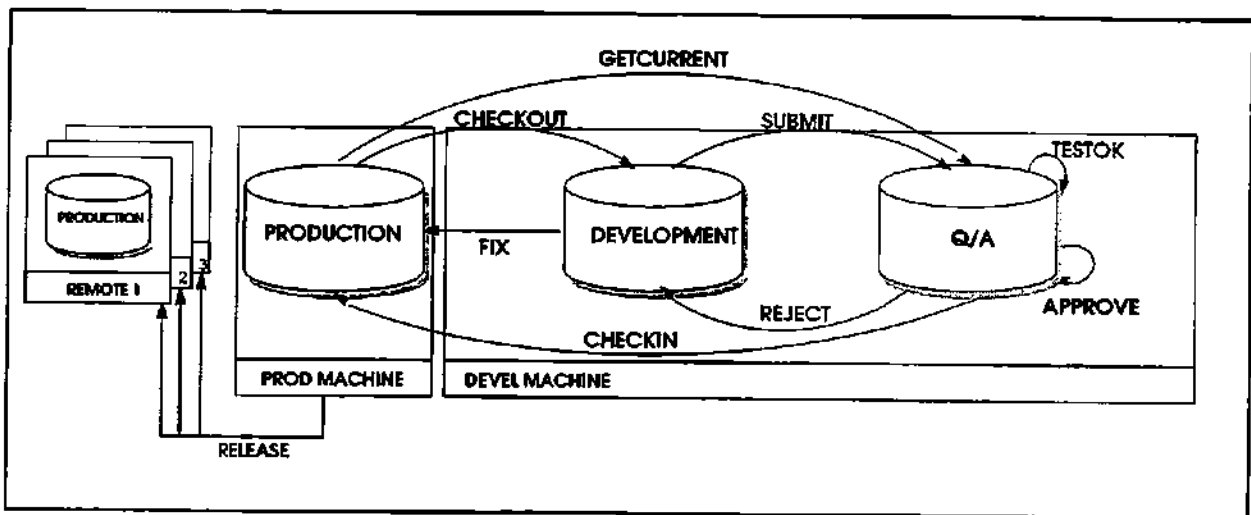 GETCURRENT
CHECKOUT
SUBMIT
TESTOK
PRODUCTION
PRODUCTION
DEVELOPMENT
Q/A
FIX
3
2
REMOTE 1
REJECT
APPROVE
CHECKIN
PROD MACHINE
DEVEL MACHINE
RELEASE